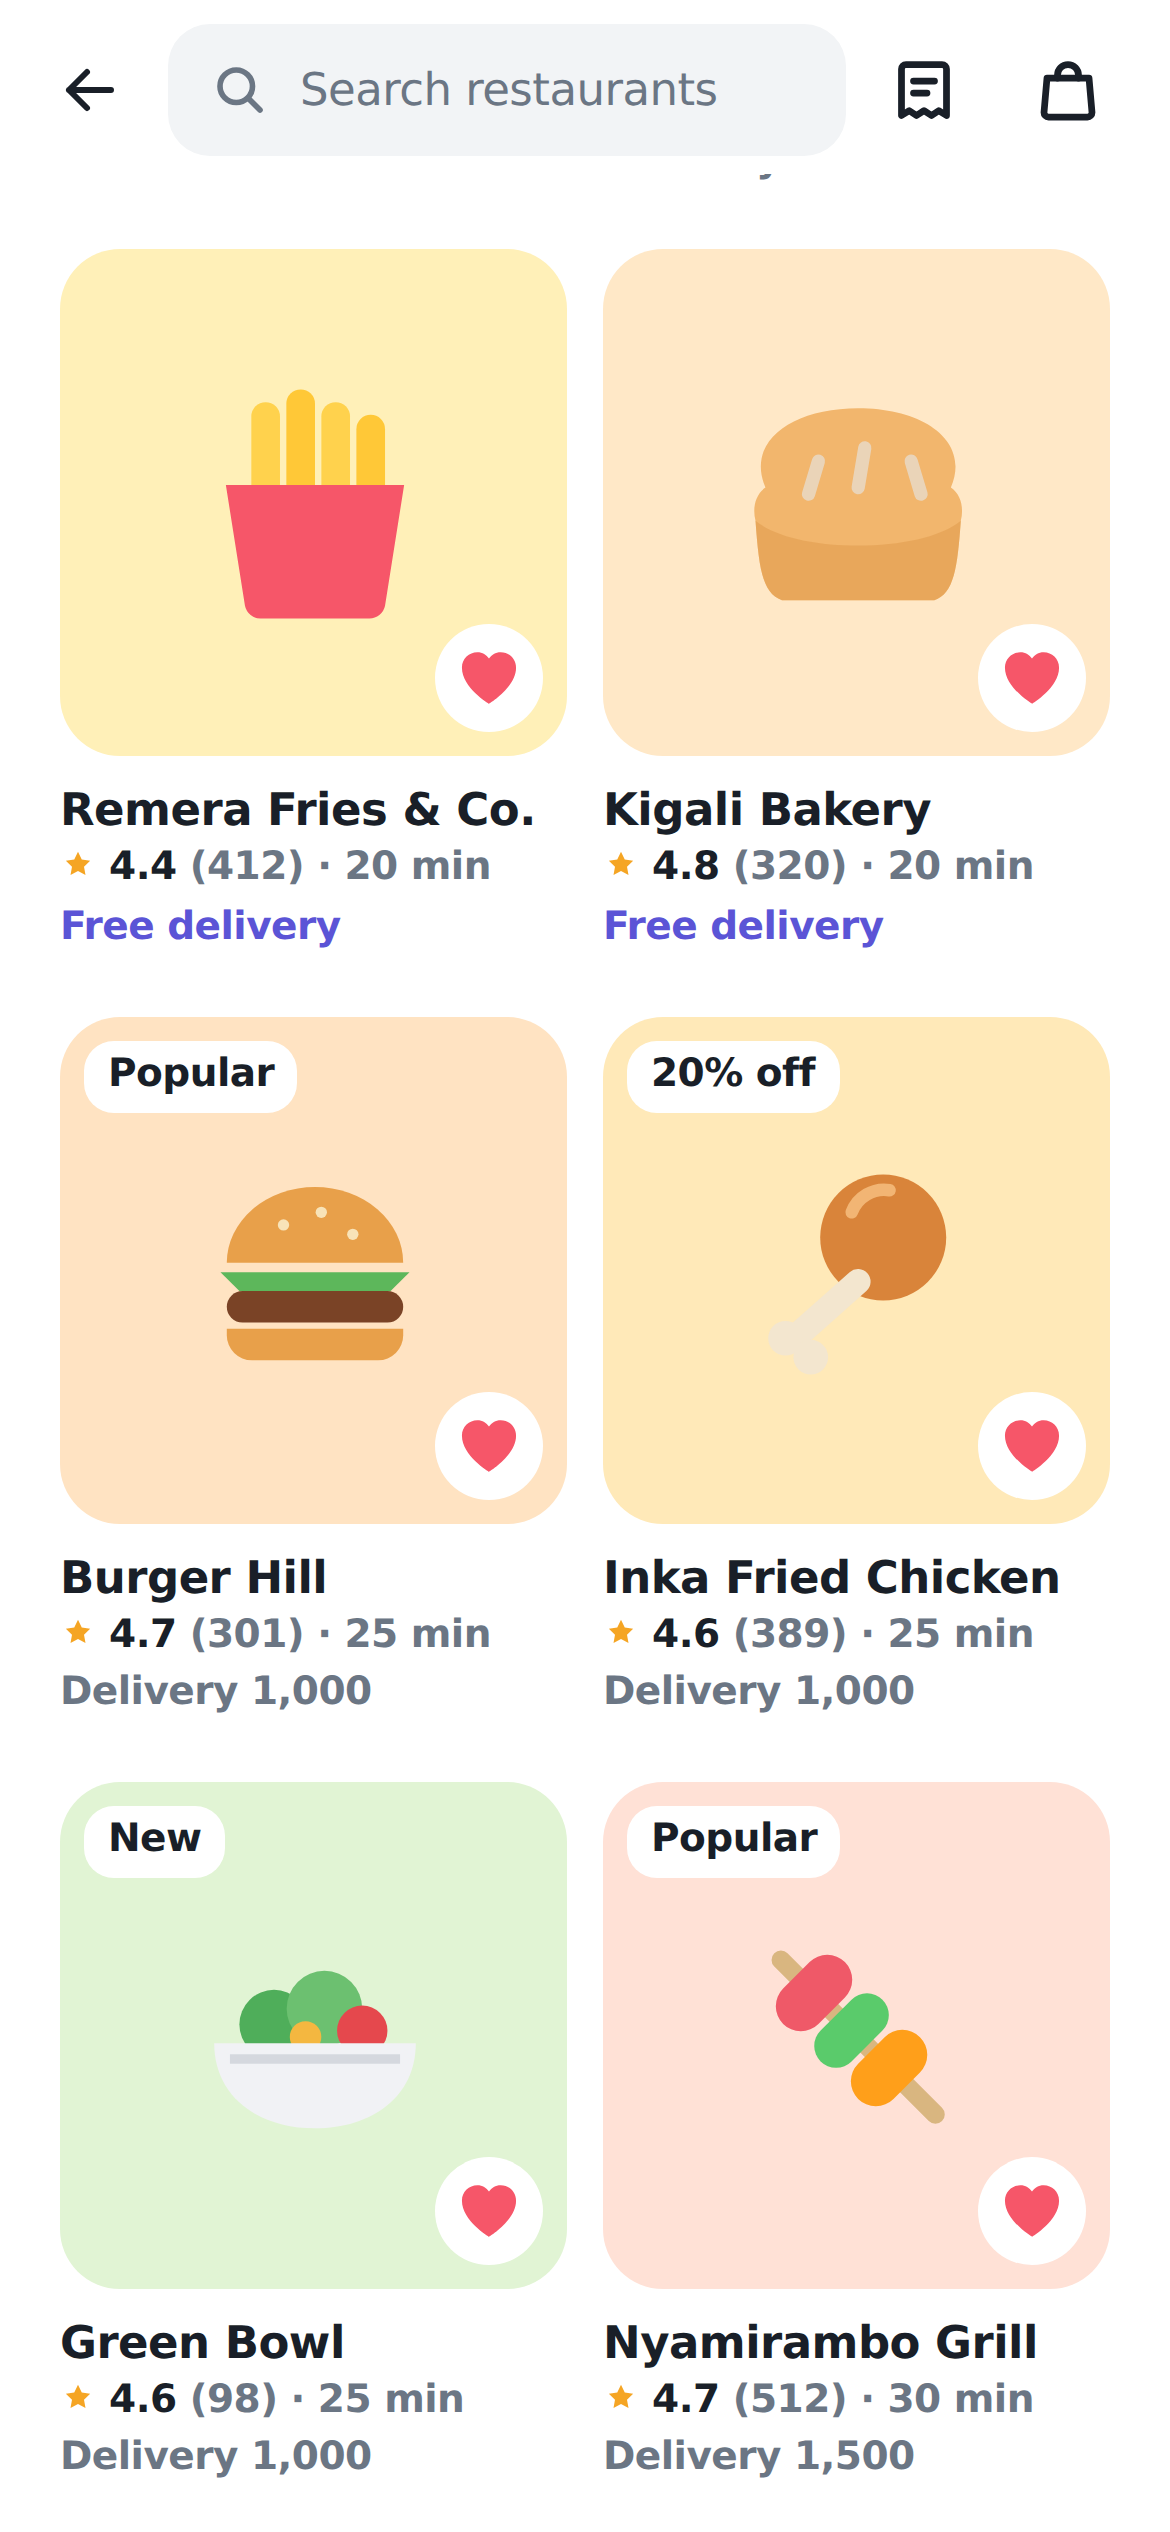 Search restaurants
Remera Fries & Co.
4.4 (412) · 20 min
Free delivery
Kigali Bakery
4.8 (320) · 20 min
Free delivery
Popular
Burger Hill
4.7 (301) · 25 min
Delivery 1,000
20% off
Inka Fried Chicken
4.6 (389) · 25 min
Delivery 1,000
New
Green Bowl
4.6 (98) · 25 min
Delivery 1,000
Popular
Nyamirambo Grill
4.7 (512) · 30 min
Delivery 1,500